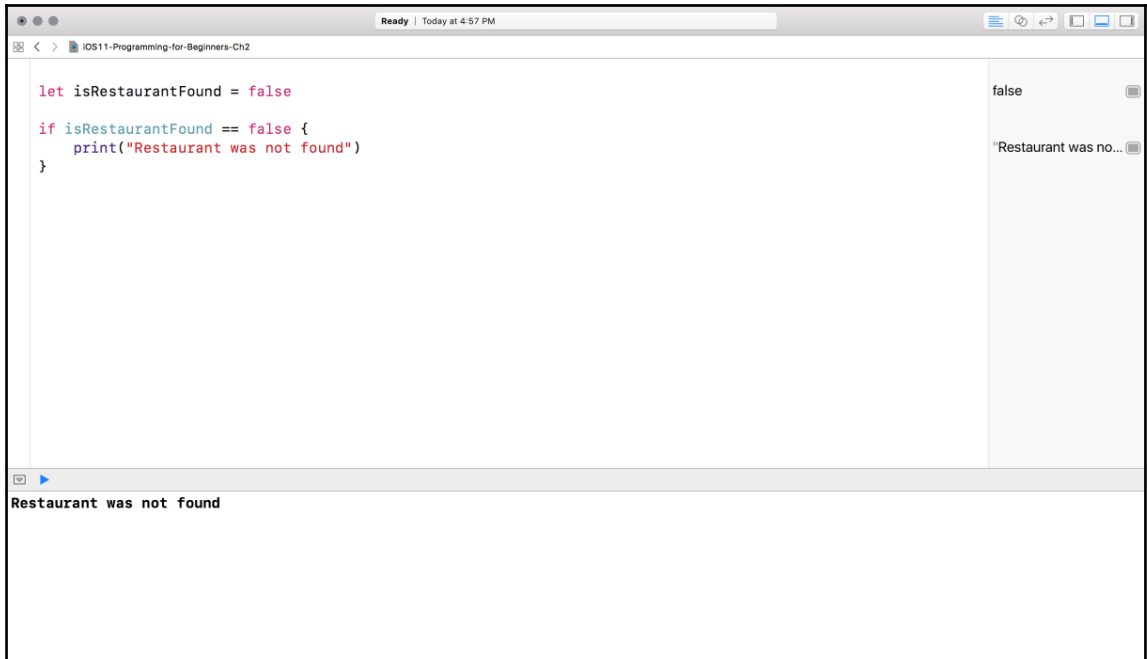 Ready | Today at 4:57 PM
iOS11-Programming-for-Beginners-Ch2
let isRestaurantFound = false
false
if isRestaurantFound == false {
    print("Restaurant was not found")
"Restaurant was no...
}
Restaurant was not found